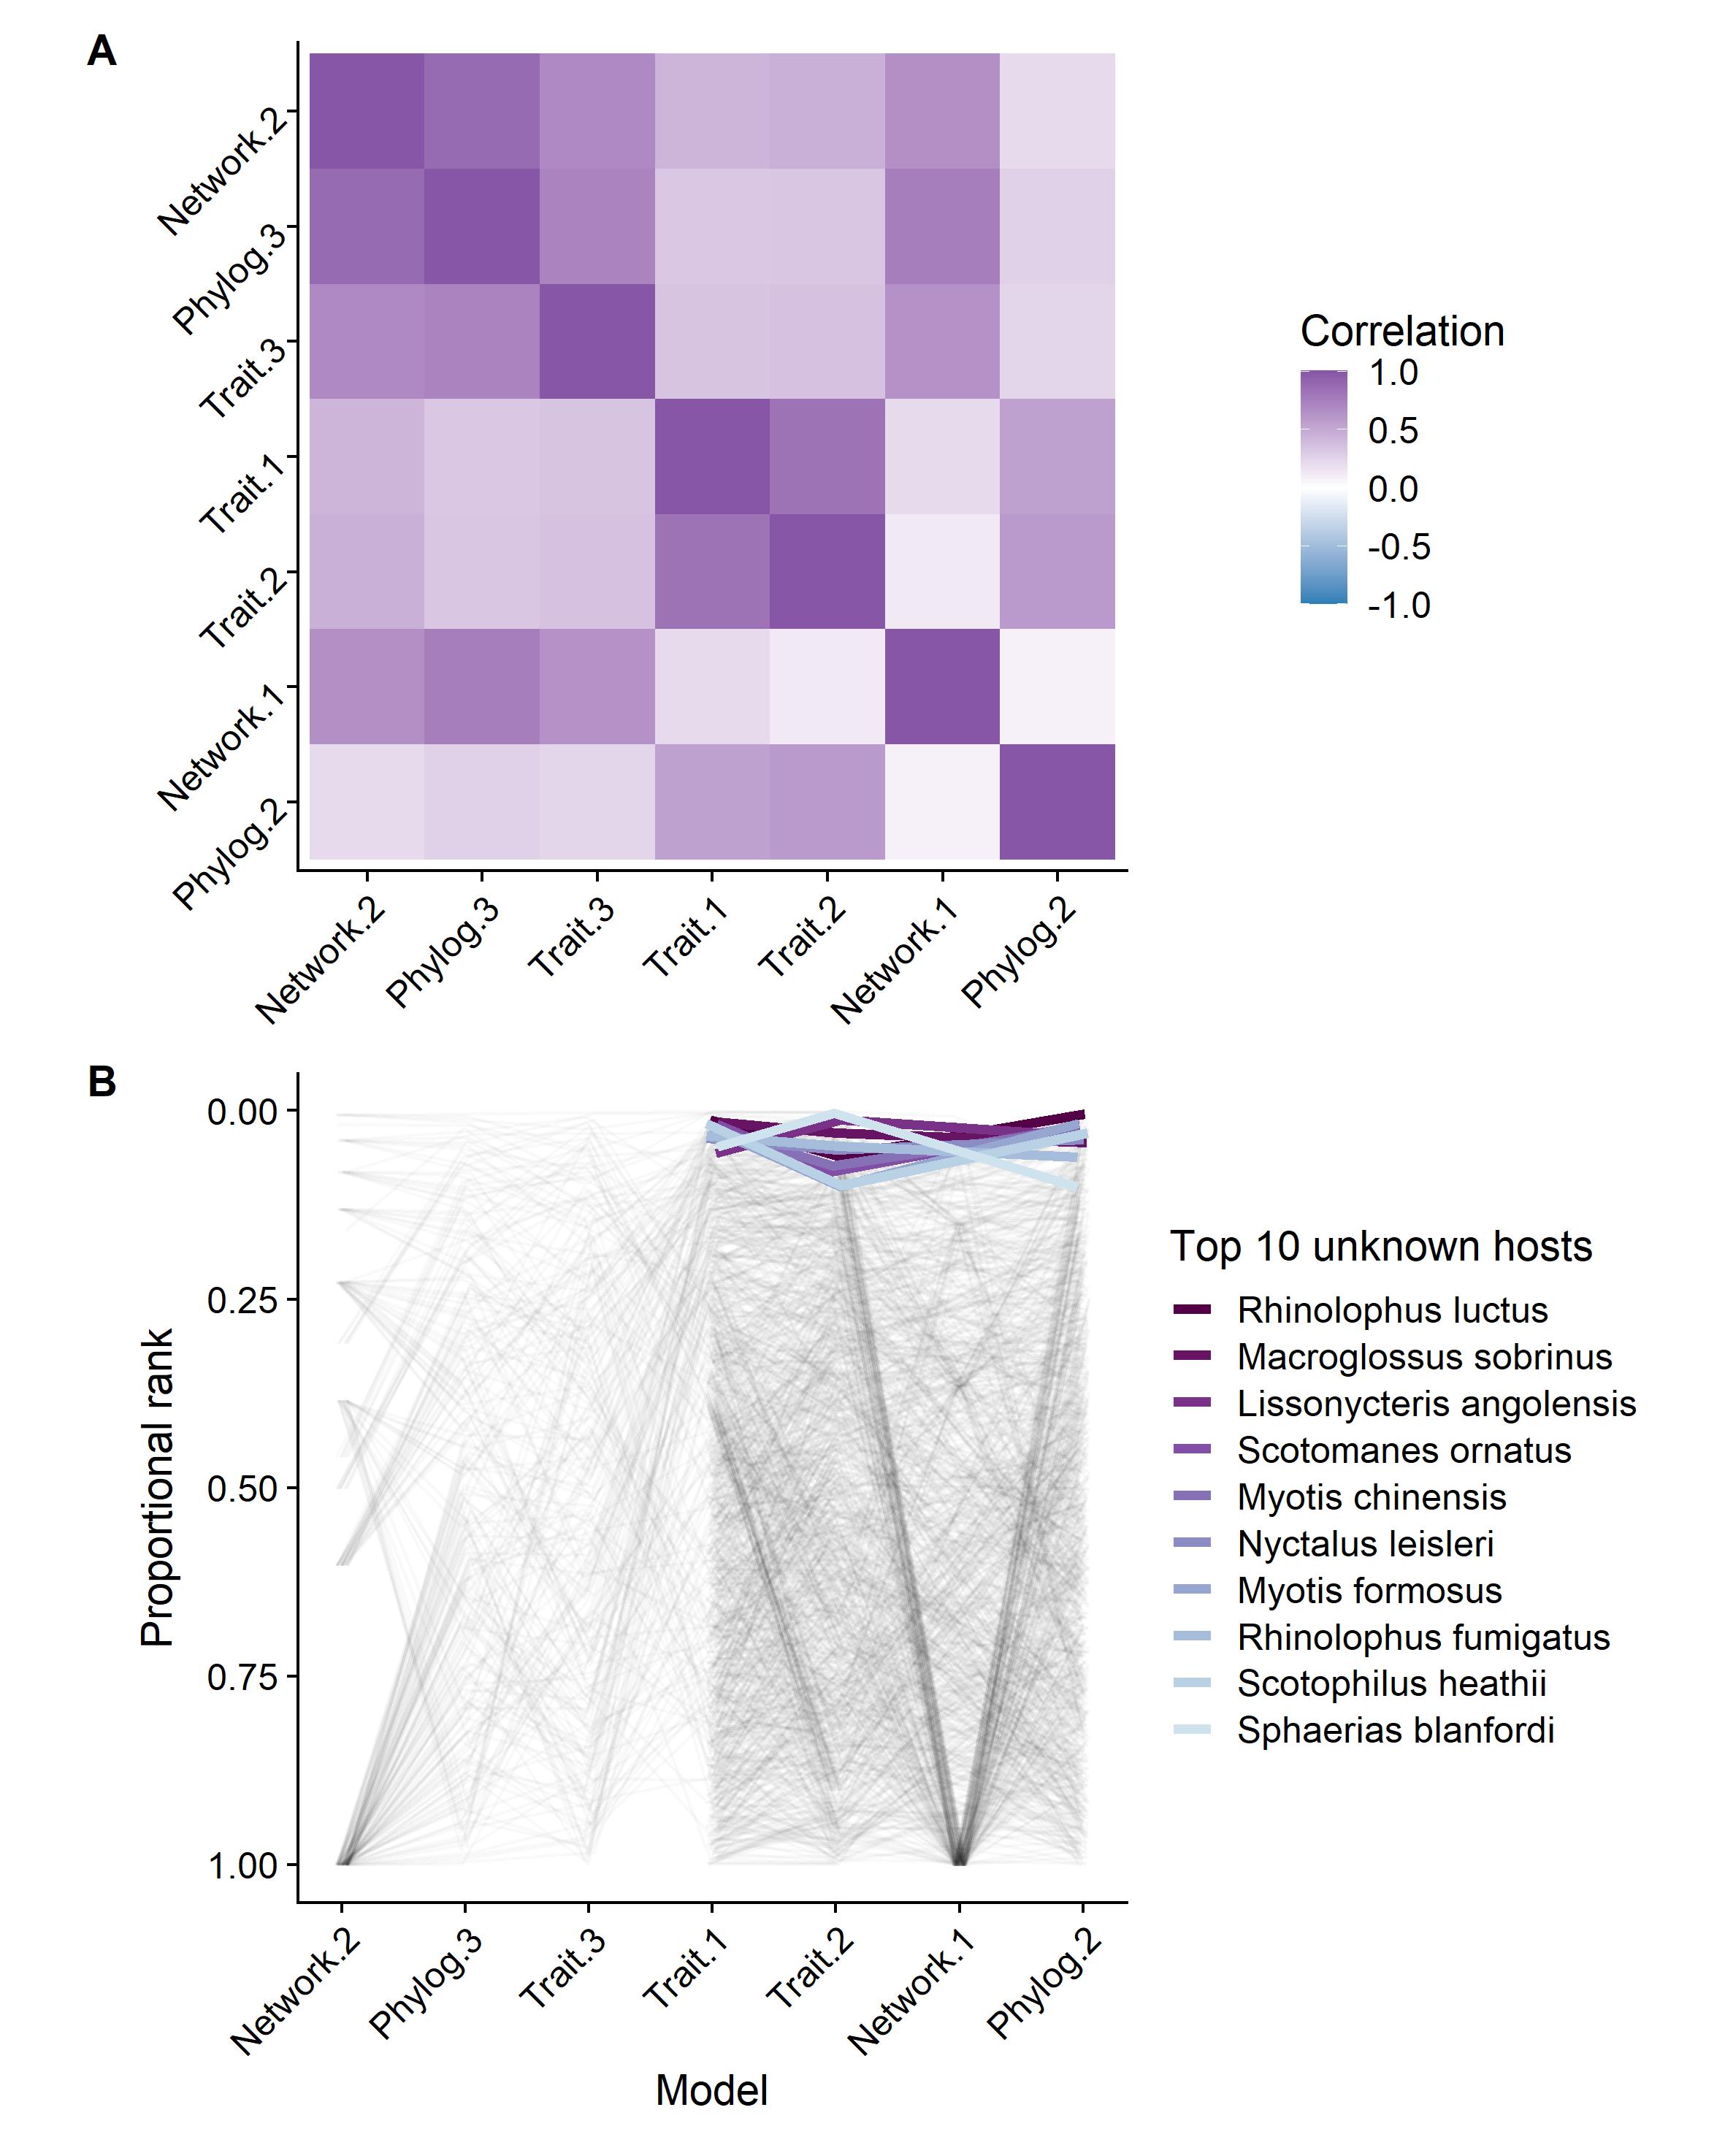 A
Network.2
Phylog.3
Trait.3
Trait.1
Trait.2
Network.1
Phylog.2
Network.2
Phylog.3
Trait.3
Trait.1
Trait.2
Network.1
Phylog.2
Correlation
1.0
0.5
0.0
-0.5
-1.0
B
Proportional rank
0.00
0.25
0.50
0.75
1.00
Network.2
Phylog.3
Trait.3
Trait.1
Trait.2
Network.1
Phylog.2
Model
Top 10 unknown hosts
Rhinolophus luctus
Macroglossus sobrinus
Lissonycteris angolensis
Scotomanes ornatus
Myotis chinensis
Nyctalus leisleri
Myotis formosus
Rhinolophus fumigatus
Scotophilus heathii
Sphaerias blanfordi